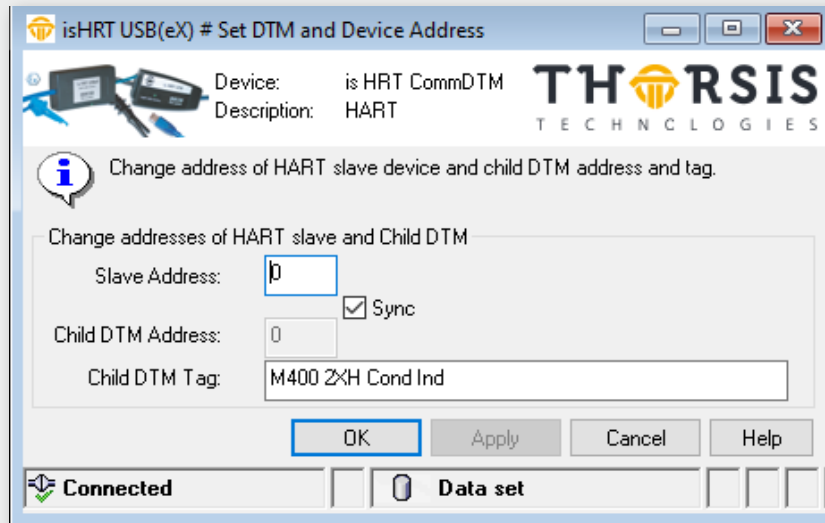 isHRT USB(eX) # Set DTM and Device Address
Device: is HRT CommDTM
Description: HART
THORSIS
TECHNOLOGIES
Change address of HART slave device and child DTM address and tag.
Change addresses of HART slave and Child DTM
Slave Address: 0
Sync
Child DTM Address: 0
Child DTM Tag: M400 2XH Cond Ind
OK Apply Cancel Help
Connected Data set